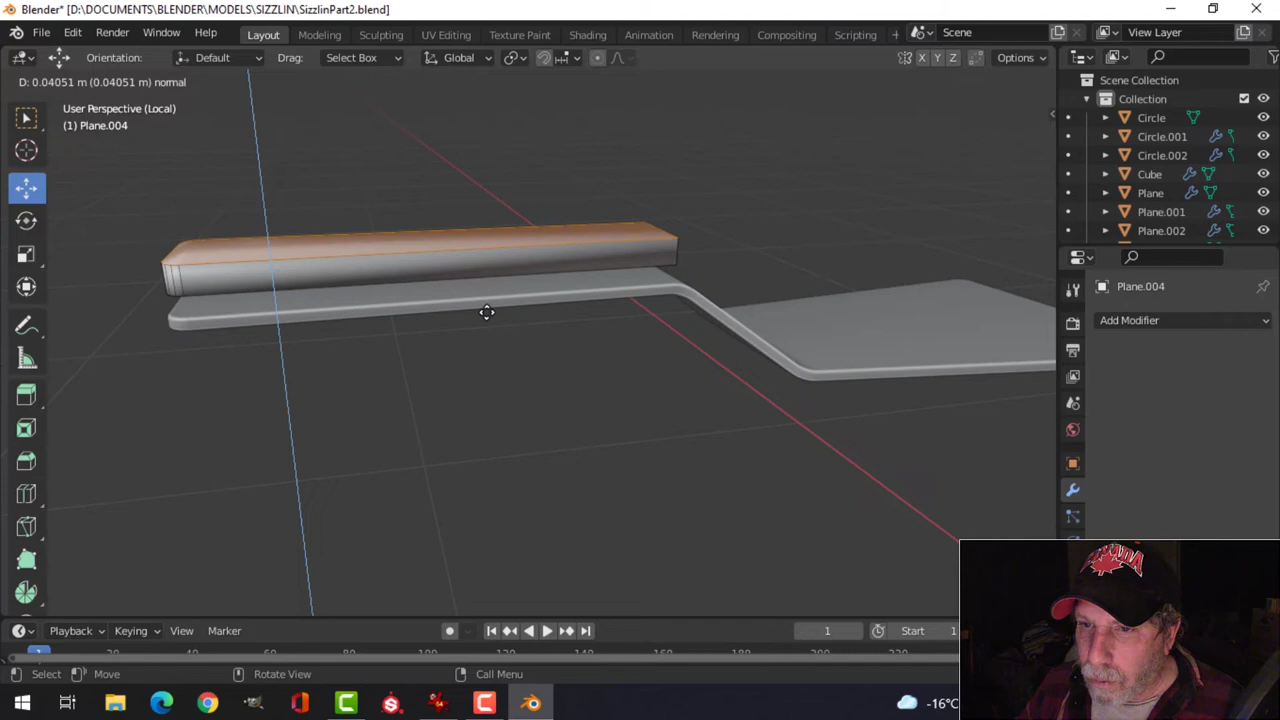 Blender* [D:\DOCUMENTS\BLENDER\MODELS\SIZZLIN\SizzlinPart2.blend]
File Edit Render Window Help Layout Modeling Sculpting UV Editing Texture Paint Shading Animation Rendering Compositing Scripting + Scene View Layer
Orientation: Default Drag: Select Box Global X Y Z Options
D: 0.04051 m (0.04051 m) normal
User Perspective (Local)
(1) Plane.004
Scene Collection
Collection
Circle
Circle.001
Circle.002
Cube
Plane
Plane.001
Plane.002
Plane.004
Add Modifier
CANADA
Playback Keying View Marker 1 Start 1
Select Move Rotate View Call Menu
-16°C